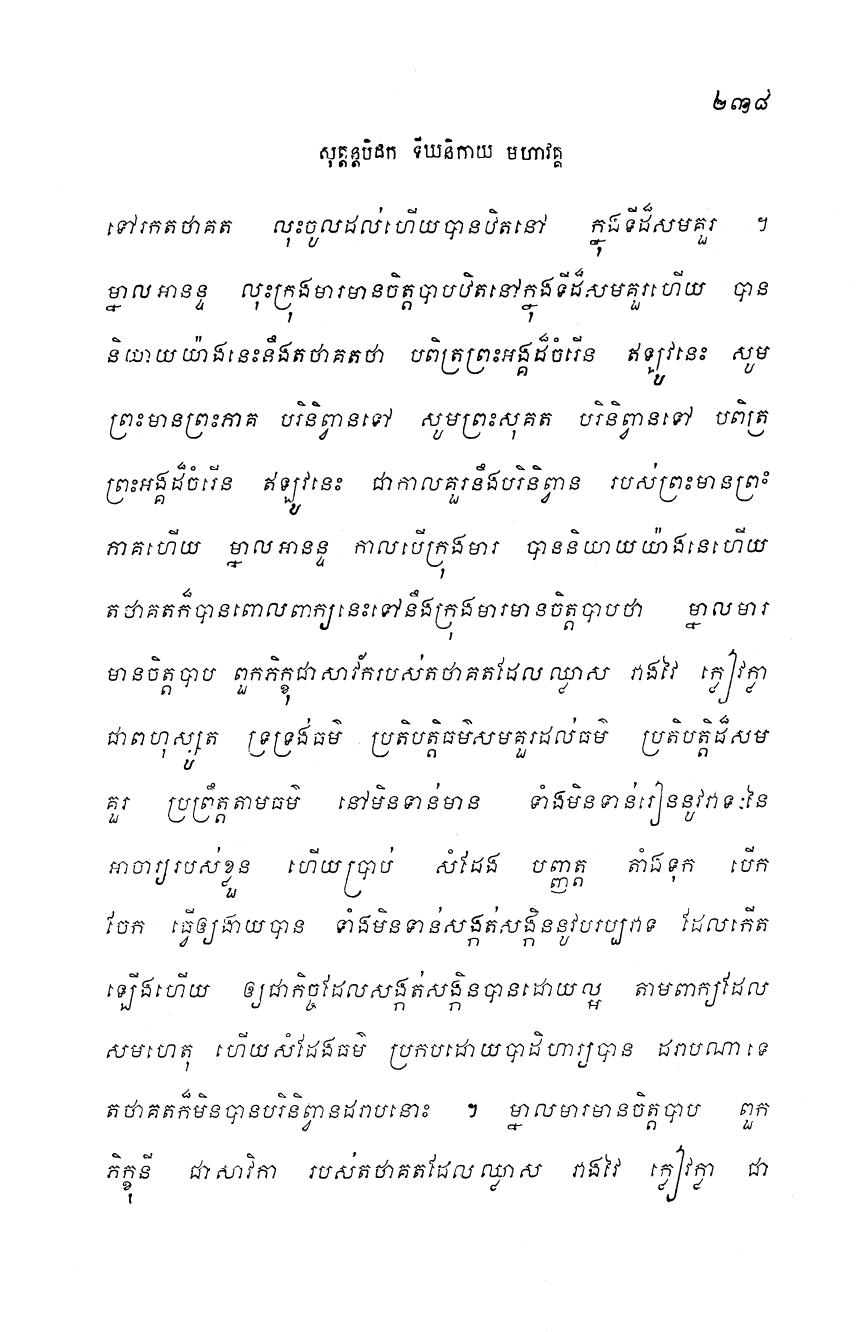 ២៣៨
សុត្តន្តបិដក ទីឃនិកាយ មហាវគ្គ
ទៅរកតថាគត លុះចូលដល់ហើយបានឋិតនៅ ក្នុងទីដ៏សមគួរ ។
ម្នាលអានន្ទ លុះក្រុងមារមានចិត្តបាបឋិតនៅក្នុងទីដ៏សមគួរហើយ បាន
និយាយយ៉ាងនេះនឹងតថាគតថា បពិត្រព្រះអង្គដ៏ចំរើន ឥឡូវនេះ សូម
ព្រះមានព្រះភាគ បរិនិព្វានទៅ សូមព្រះសុគត បរិនិព្វានទៅ បពិត្រ
ព្រះអង្គដ៏ចំរើន ឥឡូវនេះ ជាកាលគួរនឹងបរិនិព្វាន របស់ព្រះមានព្រះ
ភាគហើយ ម្នាលអានន្ទ កាលបើក្រុងមារ បាននិយាយយ៉ាងនេហើយ
តថាគតក៏បានពោលពាក្យនេះទៅនឹងក្រុងមារមានចិត្តបាបថា ម្នាលមារ
មានចិត្តបាប ពួកភិក្ខុជាសាវ័ករបស់តថាគតដែលឈ្លាស វាងវៃ ក្លៀវក្លា
ជាពហុស្សូត ទ្រទ្រង់ធម៌ ប្រតិបត្តិធម៌សមគួរដល់ធម៌ ប្រតិបត្តិដ៏សម
គួរ ប្រព្រឹត្តតាមធម៌ នៅមិនទាន់មាន ទាំងមិនទាន់រៀននូវវាទៈនៃ
អាចារ្យរបស់ខ្លួន ហើយប្រាប់ សំដែង បញ្ញត្ត តាំងទុក បើក
ចែក ធ្វើឲ្យងាយបាន ទាំងមិនទាន់សង្កត់សង្កិននូវបរប្បវាទ ដែលកើត
ឡើងហើយ ឲ្យជាកិច្ចដែលសង្កត់សង្កិនបានដោយល្អ តាមពាក្យដែល
សមហេតុ ហើយសំដែងធម៌ ប្រកបដោយបាដិហារ្យបាន ដរាបណាទេ
តថាគតក៏មិនបានបរិនិព្វានដរាបនោះ ។ ម្នាលមារមានចិត្តបាប ពួក
ភិក្ខុនី ជាសាវិកា របស់តថាគតដែលឈ្លាស វាងវៃ ក្លៀវក្លា ជា